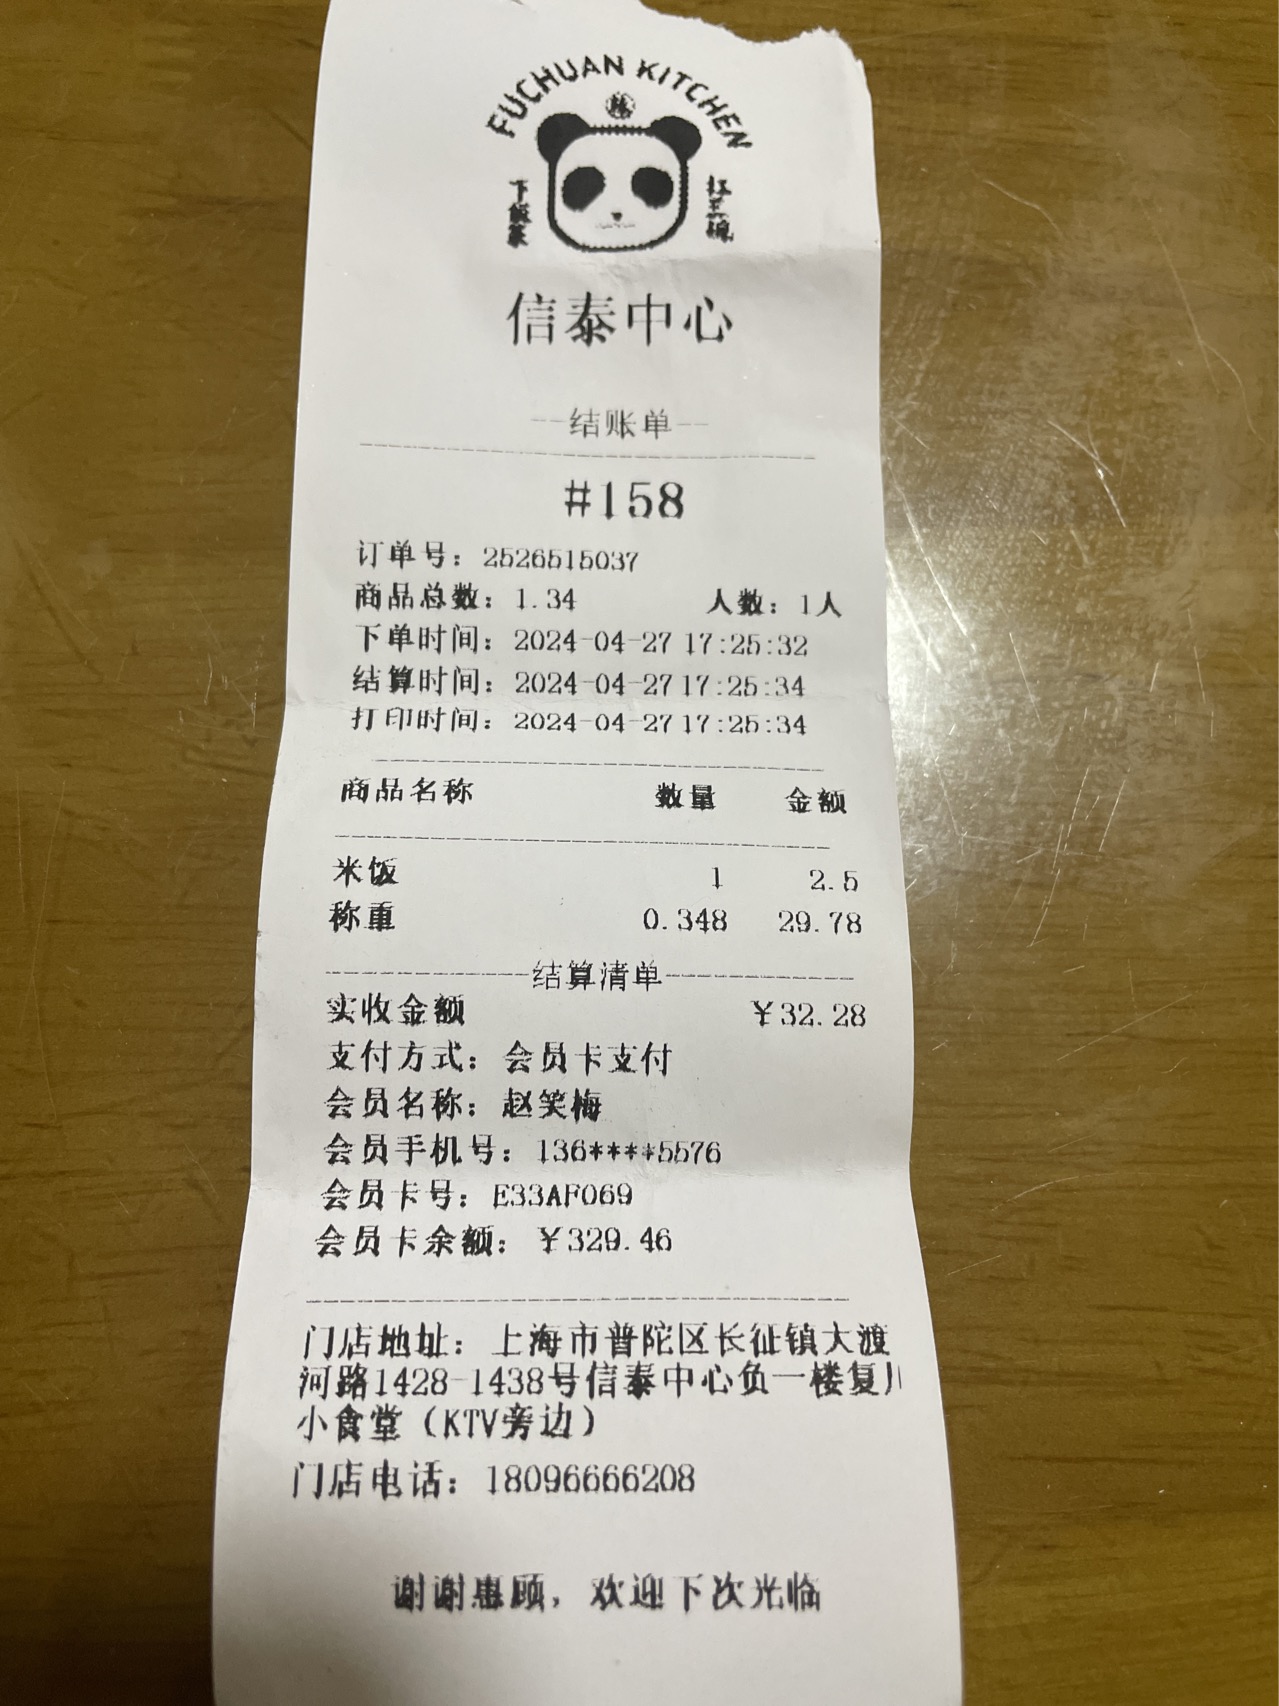 FUCHUAN KITCHEN
下饭菜
扛三碗
信泰中心
--结账单--
#158
订单号：2526515037
商品总数：1.34 人数：1人
下单时间：2024-04-27 17:25:32
结算时间：2024-04-27 17:25:34
打印时间：2024-04-27 17:25:34
商品名称 数量 金额
米饭 1 2.5
称重 0.348 29.78
结算清单
实收金额 ￥32.28
支付方式：会员卡支付
会员名称：赵笑梅
会员手机号：136****5576
会员卡号：E33AF069
会员卡余额：￥329.46
门店地址：上海市普陀区长征镇大渡
河路1428-1438号信泰中心负一楼复川
小食堂（KTV旁边）
门店电话：18096666208
谢谢惠顾，欢迎下次光临